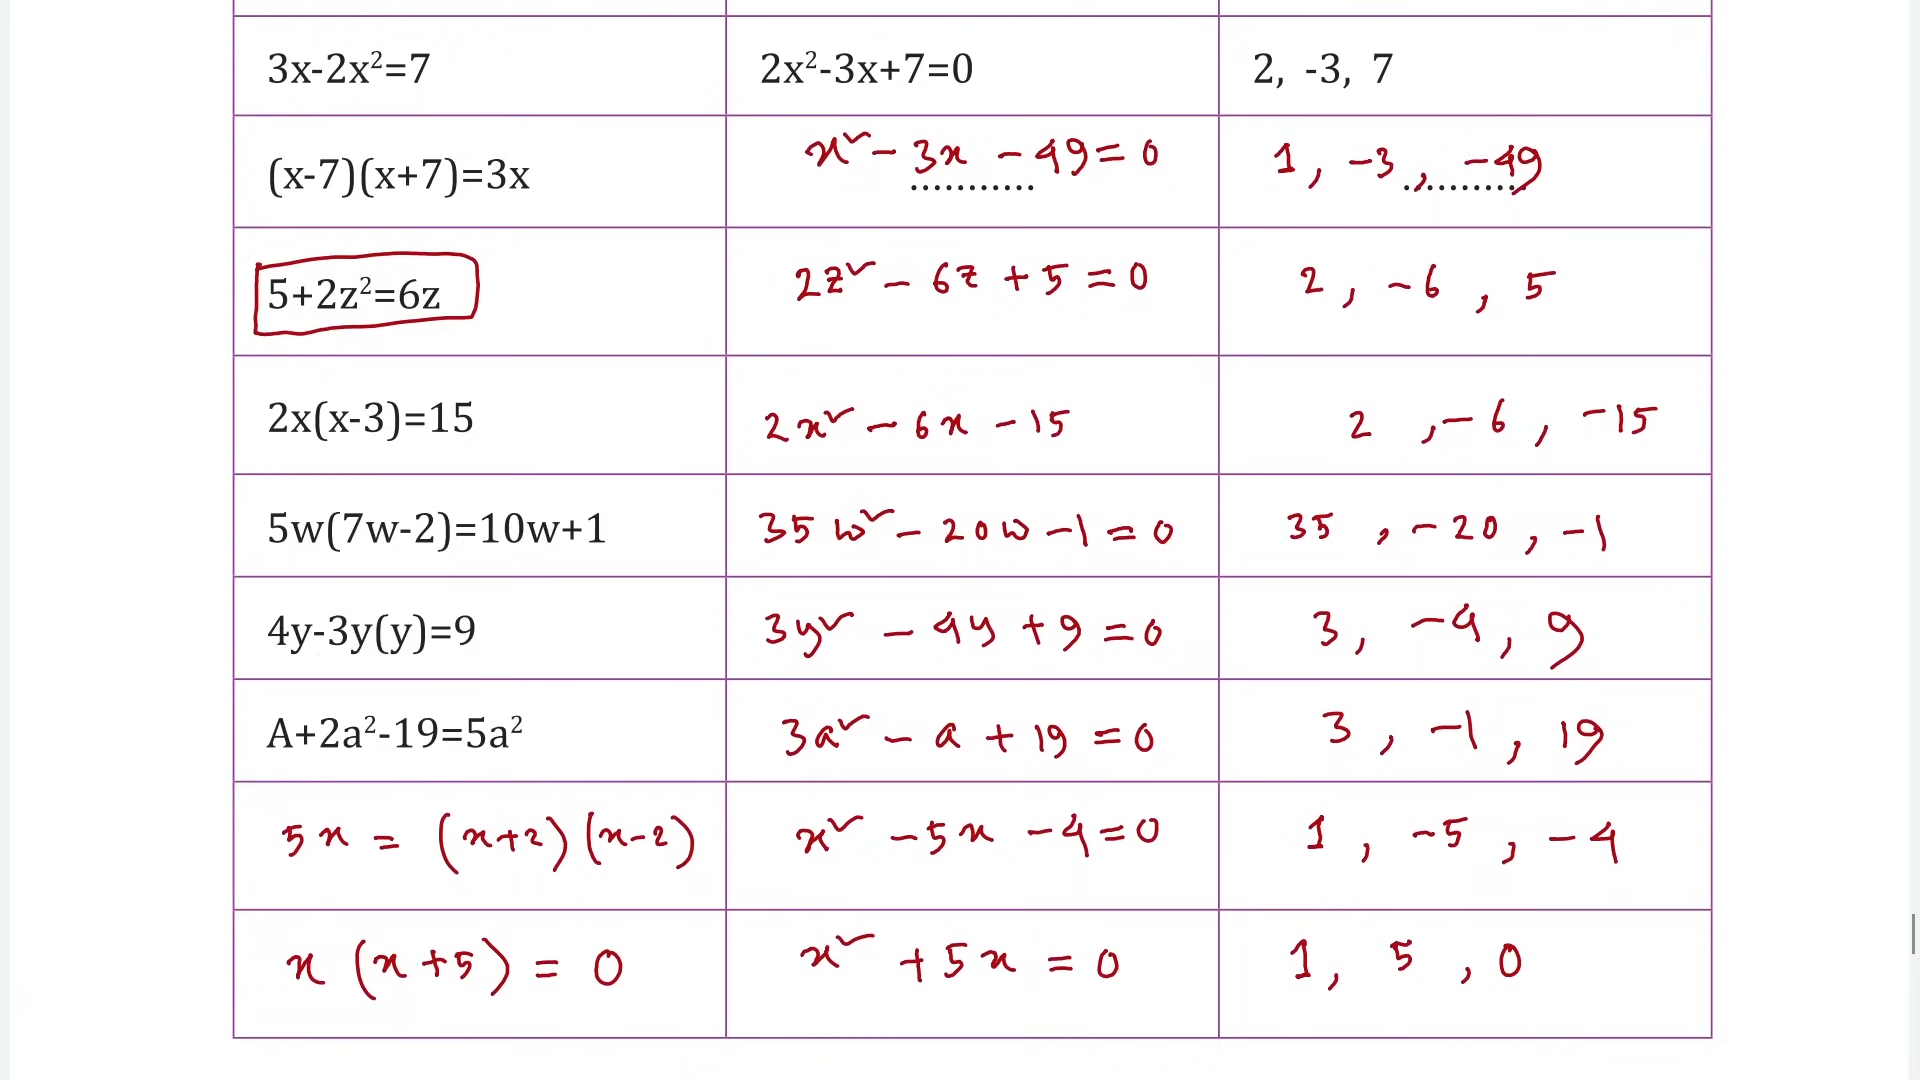 3x-2x²=7 2x²-3x+7=0 2, -3, 7
(x-7)(x+7)=3x x² - 3x - 49 = 0 1, -3, -49
........... ...........
5+2z²=6z 2z² - 6z + 5 = 0 2, -6, 5
2x(x-3)=15 2x² - 6x - 15 2, -6, -15
5w(7w-2)=10w+1 35w² - 20w - 1 = 0 35, -20, -1
4y-3y(y)=9 3y² - 4y + 9 = 0 3, -4, 9
A+2a²-19=5a² 3a² - a + 19 = 0 3, -1, 19
5x = (x+2)(x-2) x² - 5x - 4 = 0 1, -5, -4
x(x+5) = 0 x² + 5x = 0 1, 5, 0